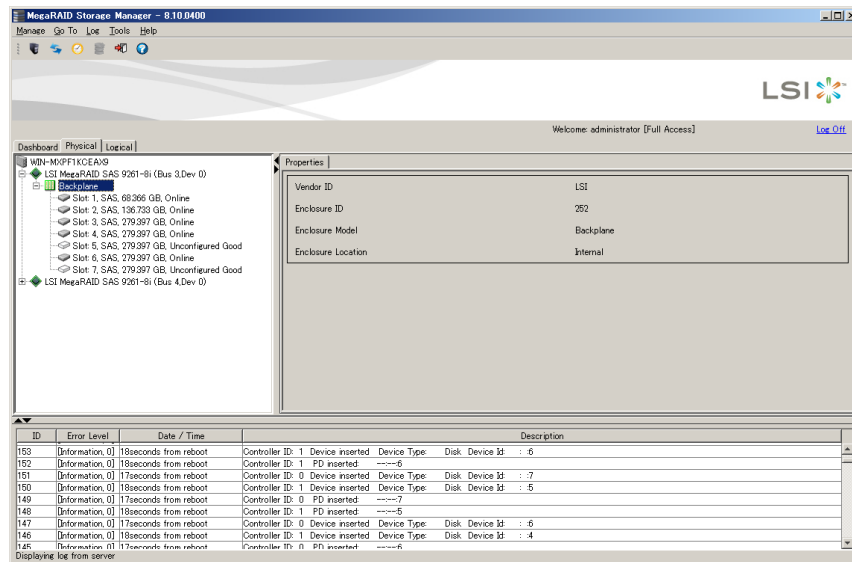 MegaRAID Storage Manager - 8.10.0400
Manage Go To Log Tools Help
LSI
Welcome: administrator [Full Access]
Log Off
Dashboard Physical Logical
WIN-MXPF1KCEAX9
LSI MegaRAID SAS 9261-8i (Bus 3,Dev 0)
Backplane
Slot: 1, SAS, 68.366 GB, Online
Slot: 2, SAS, 136.733 GB, Online
Slot: 3, SAS, 279.397 GB, Online
Slot: 4, SAS, 279.397 GB, Online
Slot: 5, SAS, 279.397 GB, Unconfigured Good
Slot: 6, SAS, 279.397 GB, Online
Slot: 7, SAS, 279.397 GB, Unconfigured Good
LSI MegaRAID SAS 9261-8i (Bus 4,Dev 0)
Properties
Vendor ID LSI
Enclosure ID 252
Enclosure Model Backplane
Enclosure Location Internal
ID Error Level Date / Time Description
153 [Information, 0] 18seconds from reboot Controller ID: 1 Device inserted Device Type: Disk Device Id: : :6
152 [Information, 0] 18seconds from reboot Controller ID: 1 PD inserted: --:--:6
151 [Information, 0] 17seconds from reboot Controller ID: 0 Device inserted Device Type: Disk Device Id: : :7
150 [Information, 0] 18seconds from reboot Controller ID: 1 Device inserted Device Type: Disk Device Id: : :5
149 [Information, 0] 17seconds from reboot Controller ID: 0 PD inserted: --:--:7
148 [Information, 0] 18seconds from reboot Controller ID: 1 PD inserted: --:--:5
147 [Information, 0] 17seconds from reboot Controller ID: 0 Device inserted Device Type: Disk Device Id: : :6
146 [Information, 0] 18seconds from reboot Controller ID: 1 Device inserted Device Type: Disk Device Id: : :4
145 [Information, 0] 17seconds from reboot Controller ID: 0 PD inserted: --:--:6
Displaying log from server